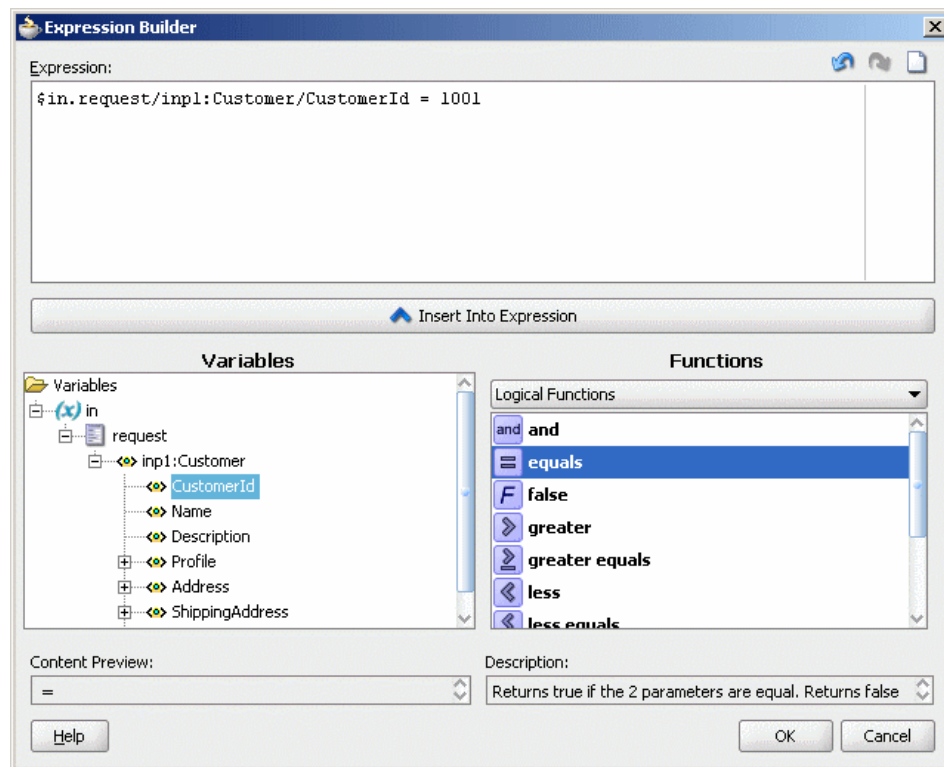 Expression Builder
Expression:
$in.request/inp1:Customer/CustomerId = 1001
Insert Into Expression
Variables
Variables
(x) in
request
inp1:Customer
CustomerId
Name
Description
Profile
Address
ShippingAddress
Functions
Logical Functions
and and
= equals
F false
greater
greater equals
less
less equals
Content Preview:
=
Description:
Returns true if the 2 parameters are equal. Returns false
Help
OK
Cancel